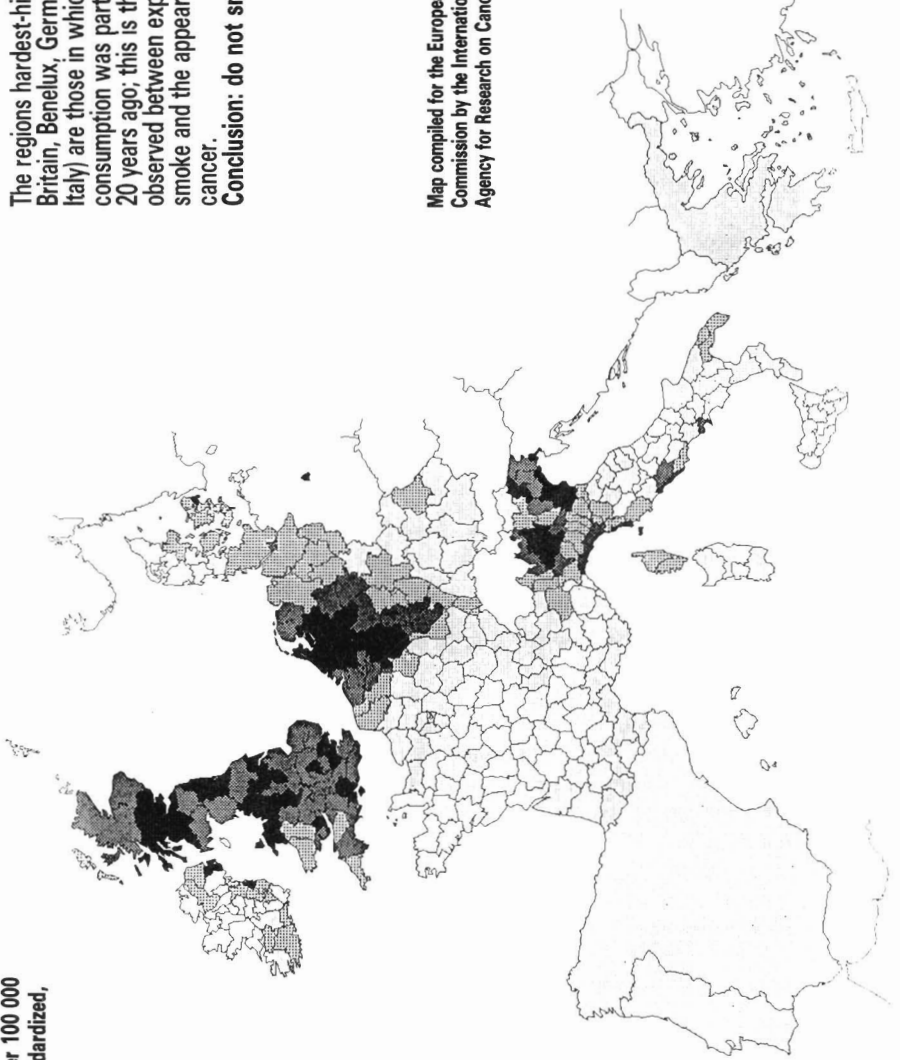 er 100 000
dardized,
The regions hardest-hi
Britain, Benelux, Germ
Italy) are those in whic
consumption was part
20 years ago; this is th
observed between exp
smoke and the appear
cancer.
Conclusion: do not sm
Map compiled for the Europe
Commission by the Internatio
Agency for Research on Canc